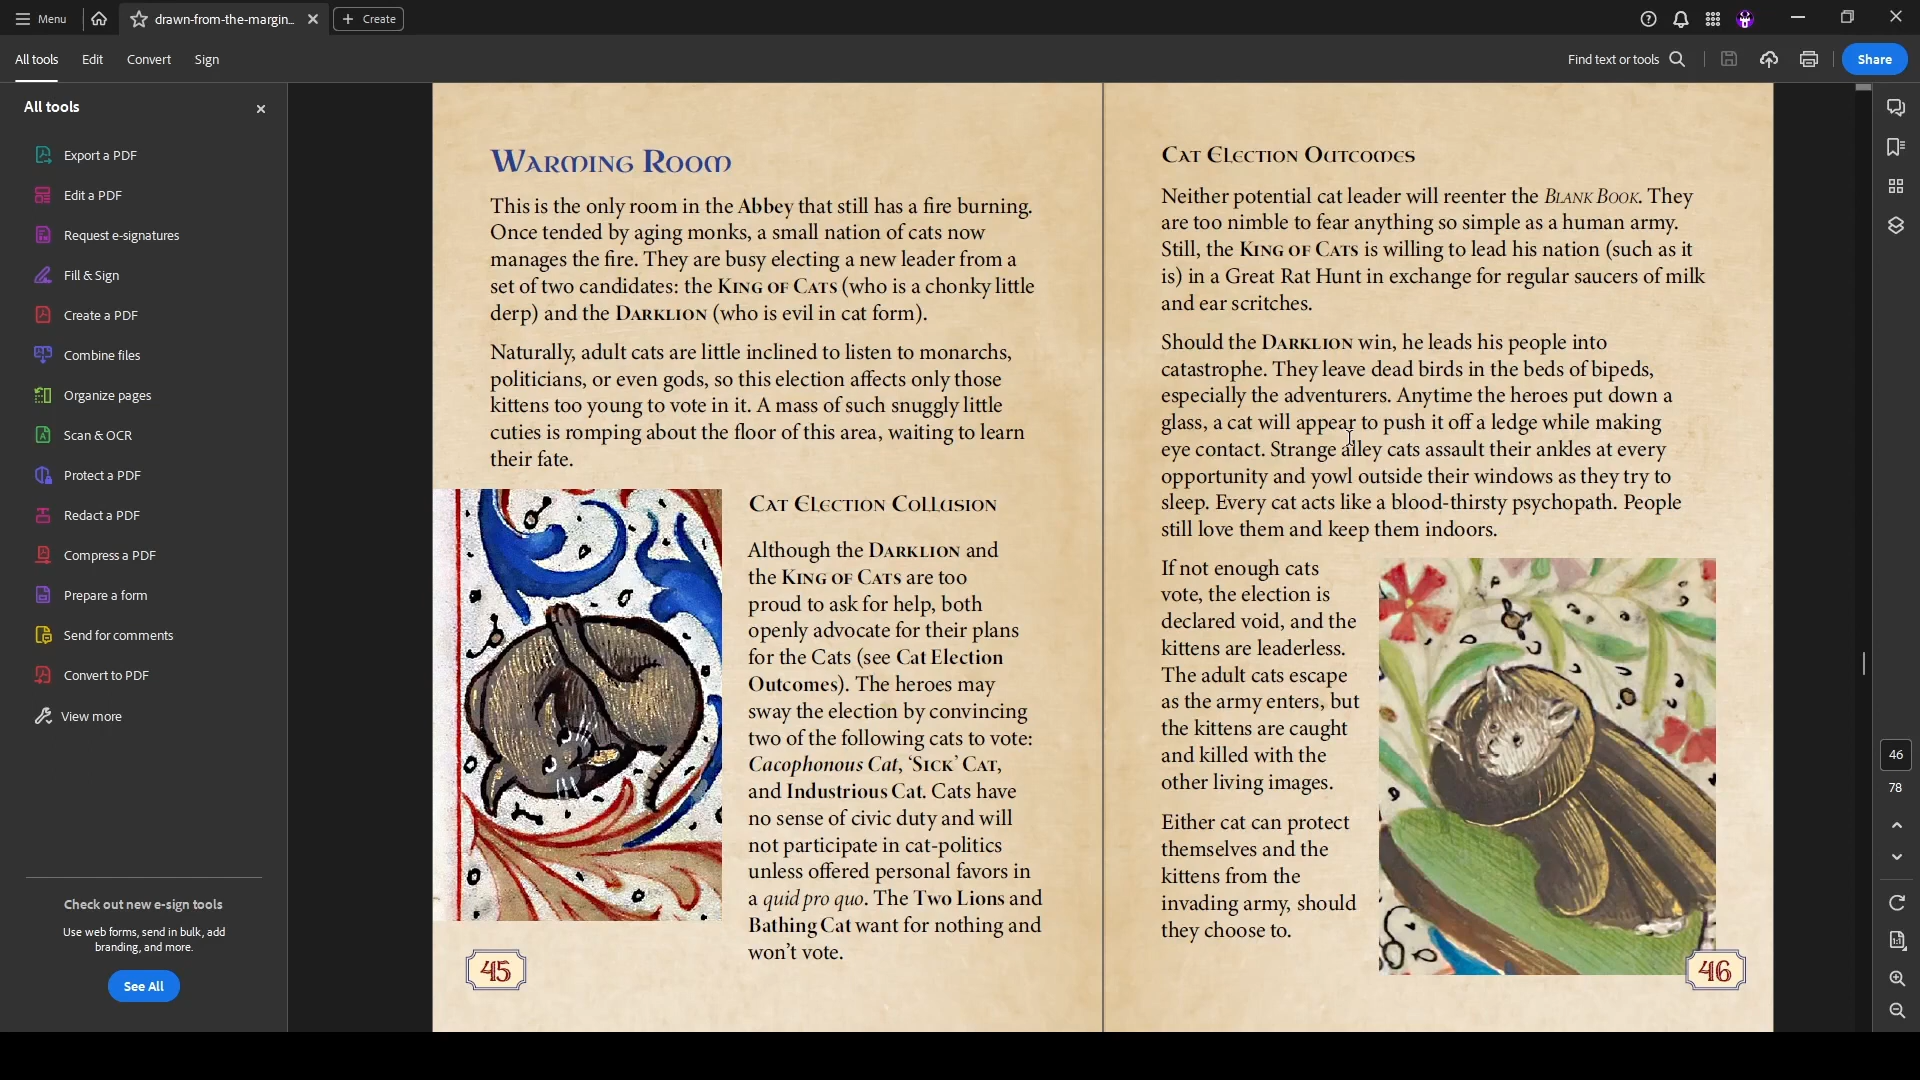 Menu
drawn-from-the-margin...
Create
All tools
Edit
Convert
Sign
Find text or tools
Share
All tools
Export a PDF
Edit a PDF
Request e-signatures
Fill & Sign
Create a PDF
Combine files
Organize pages
Scan & OCR
Protect a PDF
Redact a PDF
Compress a PDF
Prepare a form
Send for comments
Convert to PDF
View more
Check out new e-sign tools
Use web forms, send in bulk, add
branding, and more.
See All
Warming Room
This is the only room in the Abbey that still has a fire burning.
Once tended by aging monks, a small nation of cats now
manages the fire. They are busy electing a new leader from a
set of two candidates: the King of Cats (who is a chonky little
derp) and the Darklion (who is evil in cat form).
Naturally, adult cats are little inclined to listen to monarchs,
politicians, or even gods, so this election affects only those
kittens too young to vote in it. A mass of such snuggly little
cuties is romping about the floor of this area, waiting to learn
their fate.
Cat Election Collusion
Although the Darklion and
the King of Cats are too
proud to ask for help, both
openly advocate for their plans
for the Cats (see Cat Election
Outcomes). The heroes may
sway the election by convincing
two of the following cats to vote:
Cacophonous Cat, ‘Sick’ Cat,
and Industrious Cat. Cats have
no sense of civic duty and will
not participate in cat-politics
unless offered personal favors in
a quid pro quo. The Two Lions and
Bathing Cat want for nothing and
won’t vote.
45
Cat Election Outcomes
Neither potential cat leader will reenter the Blank Book. They
are too nimble to fear anything so simple as a human army.
Still, the King of Cats is willing to lead his nation (such as it
is) in a Great Rat Hunt in exchange for regular saucers of milk
and ear scritches.
Should the Darklion win, he leads his people into
catastrophe. They leave dead birds in the beds of bipeds,
especially the adventurers. Anytime the heroes put down a
glass, a cat will appear to push it off a ledge while making
eye contact. Strange alley cats assault their ankles at every
opportunity and yowl outside their windows as they try to
sleep. Every cat acts like a blood-thirsty psychopath. People
still love them and keep them indoors.
If not enough cats
vote, the election is
declared void, and the
kittens are leaderless.
The adult cats escape
as the army enters, but
the kittens are caught
and killed with the
other living images.
Either cat can protect
themselves and the
kittens from the
invading army, should
they choose to.
46
46
78